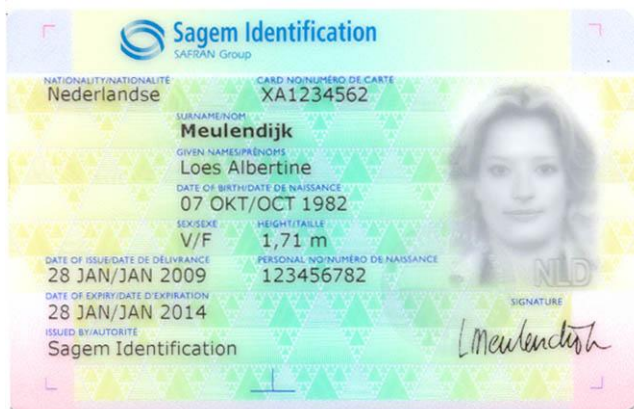 Sagem Identification
SAFRAN Group
NATIONALITY/NATIONALITÉ CARD NO/NUMÉRO DE CARTE
Nederlandse XA1234562
SURNAME/NOM
Meulendijk
GIVEN NAMES/PRÉNOMS
Loes Albertine
DATE OF BIRTH/DATE DE NAISSANCE
07 OKT/OCT 1982
SEX/SEXE HEIGHT/TAILLE
V/F 1,71 m
DATE OF ISSUE/DATE DE DÉLIVRANCE PERSONAL NO/NUMÉRO DE NAISSANCE
28 JAN/JAN 2009 123456782
NLD
DATE OF EXPIRY/DATE D'EXPIRATION
28 JAN/JAN 2014
SIGNATURE
ISSUED BY/AUTORITÉ
Sagem Identification
LMeulendijk